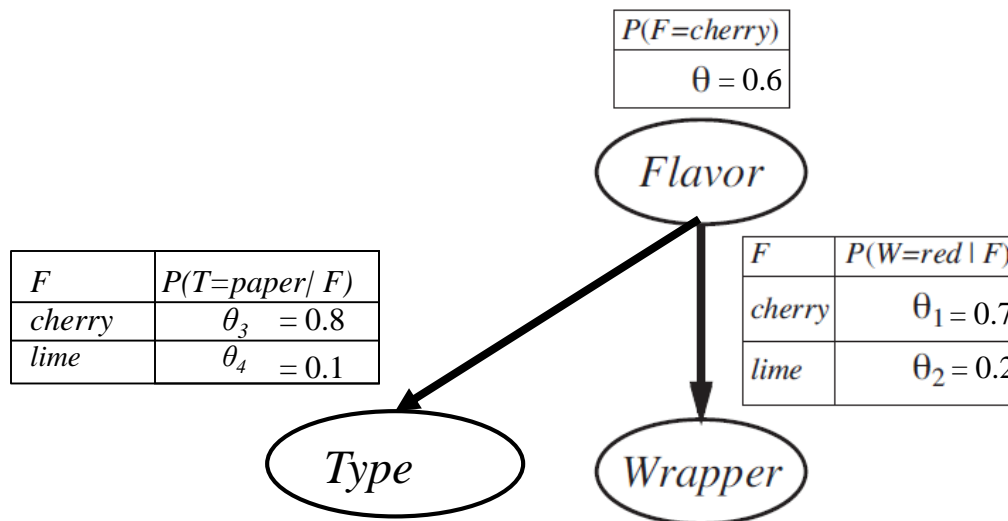 P(F=cherry)
θ = 0.6
Flavor
F P(W=red | F)
cherry θ1 = 0.7
lime θ2 = 0.2
F P(T=paper/ F)
cherry θ3 = 0.8
lime θ4 = 0.1
Type
Wrapper